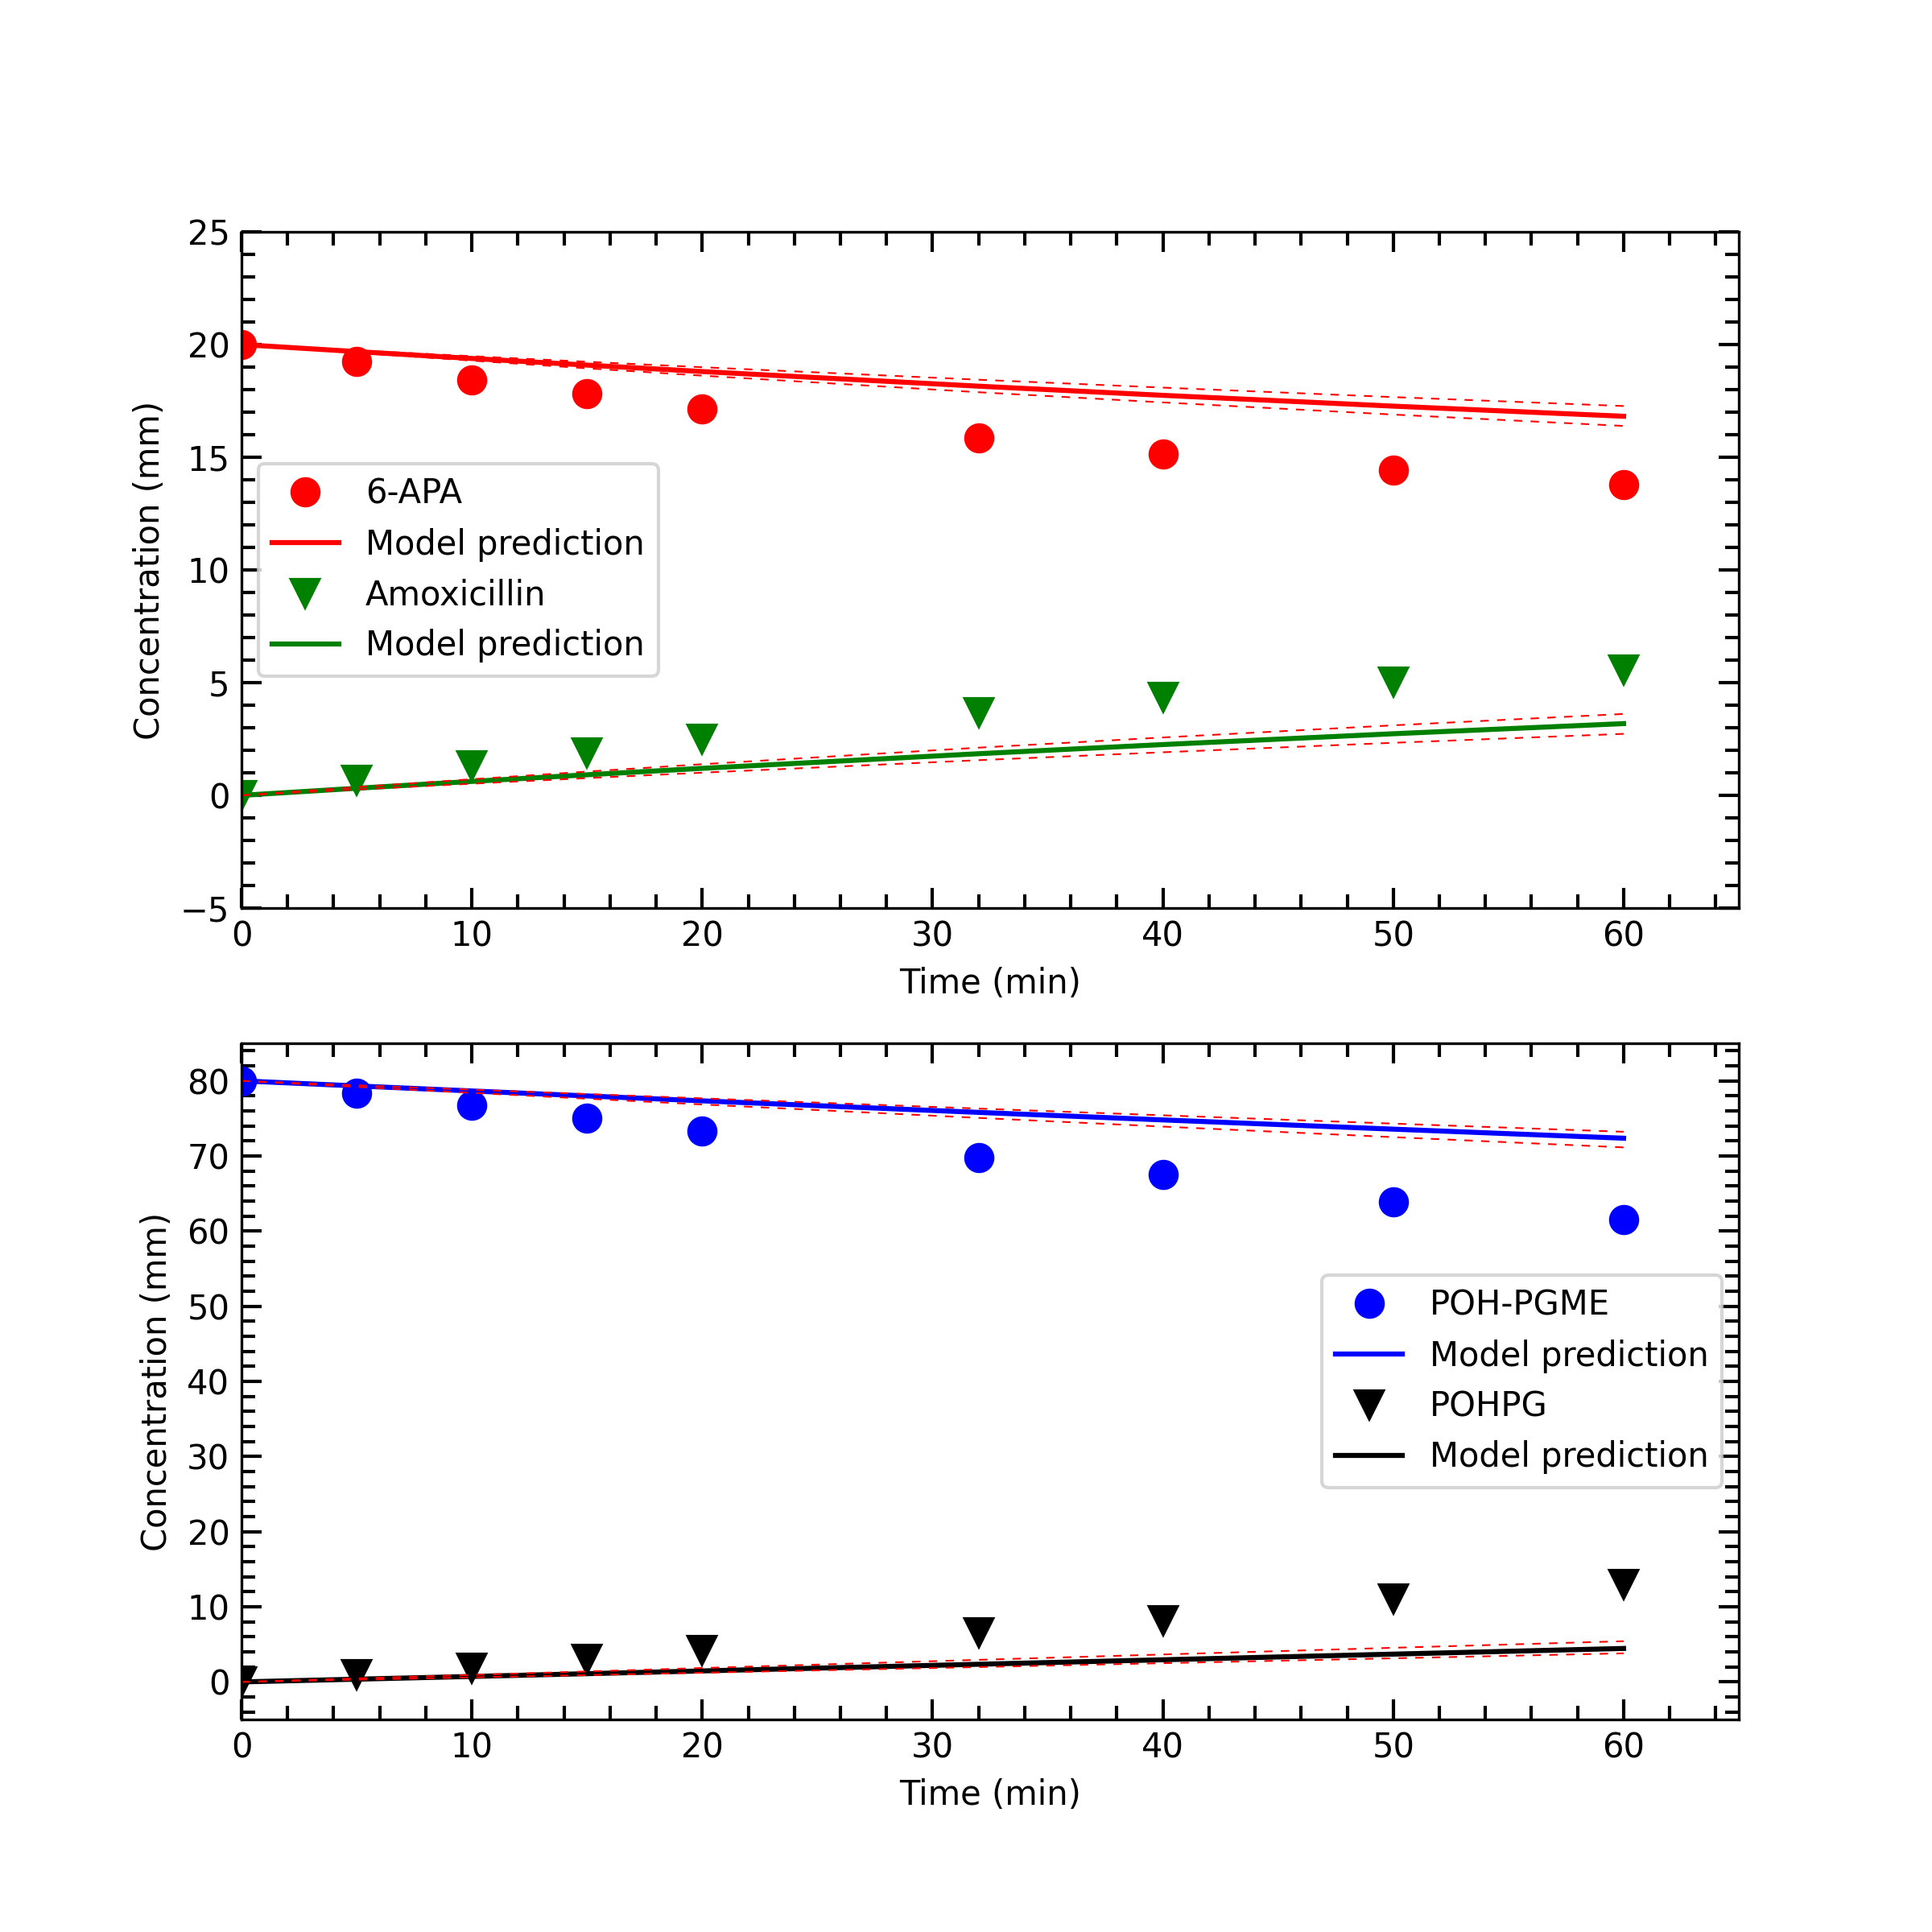 25
20
15
10
5
0
−5
Concentration (mm)
6-APA
Model prediction
Amoxicillin
Model prediction
0 10 20 30 40 50 60
Time (min)
80
70
60
50
40
30
20
10
0
Concentration (mm)
POH-PGME
Model prediction
POHPG
Model prediction
0 10 20 30 40 50 60
Time (min)